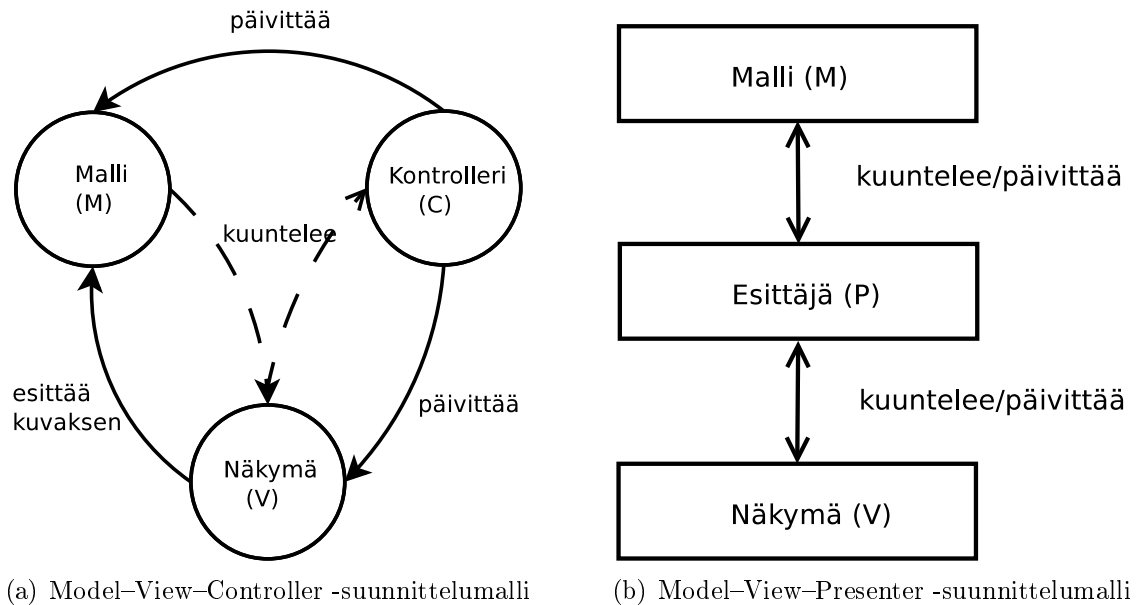 päivittää
Malli
(M)
Kontrolleri
(C)
kuuntelee
esittää
kuvaksen
päivittää
Näkymä
(V)
(a) Model–View–Controller -suunnittelumalli
Malli (M)
kuuntelee/päivittää
Esittäjä (P)
kuuntelee/päivittää
Näkymä (V)
(b) Model–View–Presenter -suunnittelumalli